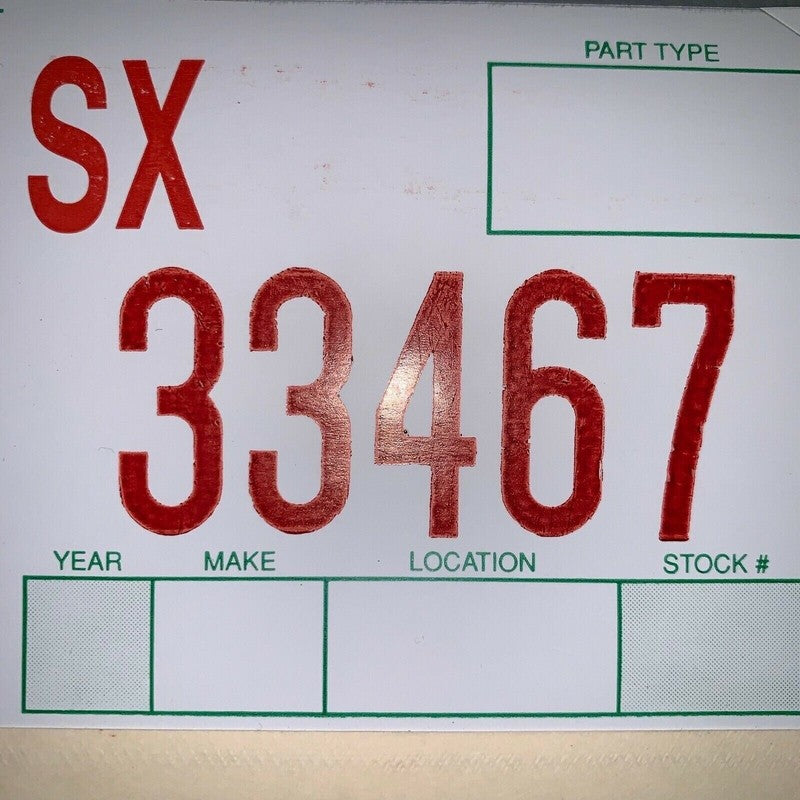 SX
PART TYPE
33467
YEAR MAKE LOCATION STOCK #